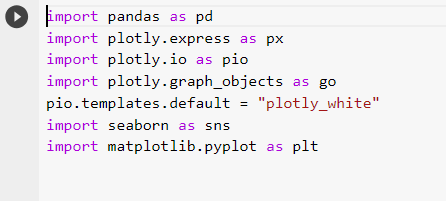 import pandas as pd
import plotly.express as px
import plotly.io as pio
import plotly.graph_objects as go
pio.templates.default = "plotly_white"
import seaborn as sns
import matplotlib.pyplot as plt